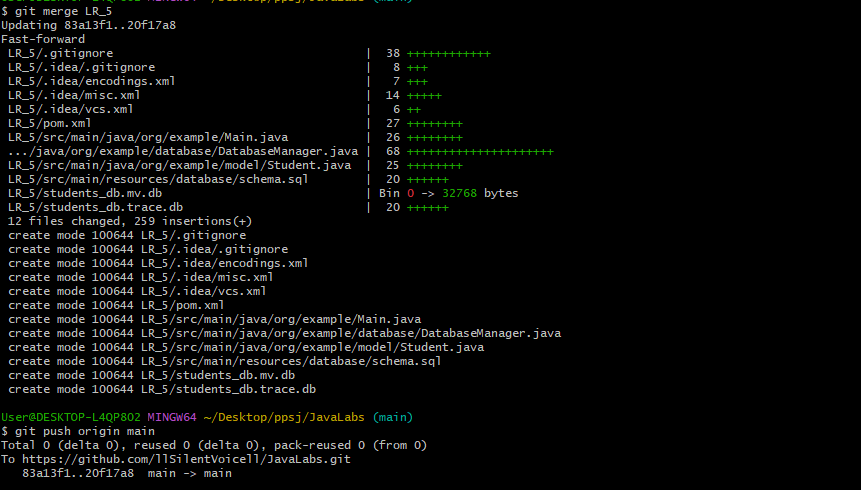 User@DESKTOP-L4QP8O2 MINGW64 ~/Desktop/ppsj/JavaLabs (main)
$ git merge LR_5
Updating 83a13f1..20f17a8
Fast-forward
 LR_5/.gitignore                                    |  38 ++++++++++++
 LR_5/.idea/.gitignore                              |   8 +++
 LR_5/.idea/encodings.xml                           |   7 +++
 LR_5/.idea/misc.xml                                |  14 +++++
 LR_5/.idea/vcs.xml                                 |   6 ++
 LR_5/pom.xml                                       |  27 ++++++++
 LR_5/src/main/java/org/example/Main.java           |  26 ++++++++
 .../java/org/example/database/DatabaseManager.java |  68 +++++++++++++++++++++
 LR_5/src/main/java/org/example/model/Student.java  |  25 ++++++++
 LR_5/src/main/resources/database/schema.sql        |  20 ++++++
 LR_5/students_db.mv.db                             | Bin 0 -> 32768 bytes
 LR_5/students_db.trace.db                          |  20 ++++++
 12 files changed, 259 insertions(+)
 create mode 100644 LR_5/.gitignore
 create mode 100644 LR_5/.idea/.gitignore
 create mode 100644 LR_5/.idea/encodings.xml
 create mode 100644 LR_5/.idea/misc.xml
 create mode 100644 LR_5/.idea/vcs.xml
 create mode 100644 LR_5/pom.xml
 create mode 100644 LR_5/src/main/java/org/example/Main.java
 create mode 100644 LR_5/src/main/java/org/example/database/DatabaseManager.java
 create mode 100644 LR_5/src/main/java/org/example/model/Student.java
 create mode 100644 LR_5/src/main/resources/database/schema.sql
 create mode 100644 LR_5/students_db.mv.db
 create mode 100644 LR_5/students_db.trace.db
User@DESKTOP-L4QP8O2 MINGW64 ~/Desktop/ppsj/JavaLabs (main)
$ git push origin main
Total 0 (delta 0), reused 0 (delta 0), pack-reused 0 (from 0)
To https://github.com/llSilentVoicell/JavaLabs.git
   83a13f1..20f17a8  main -> main